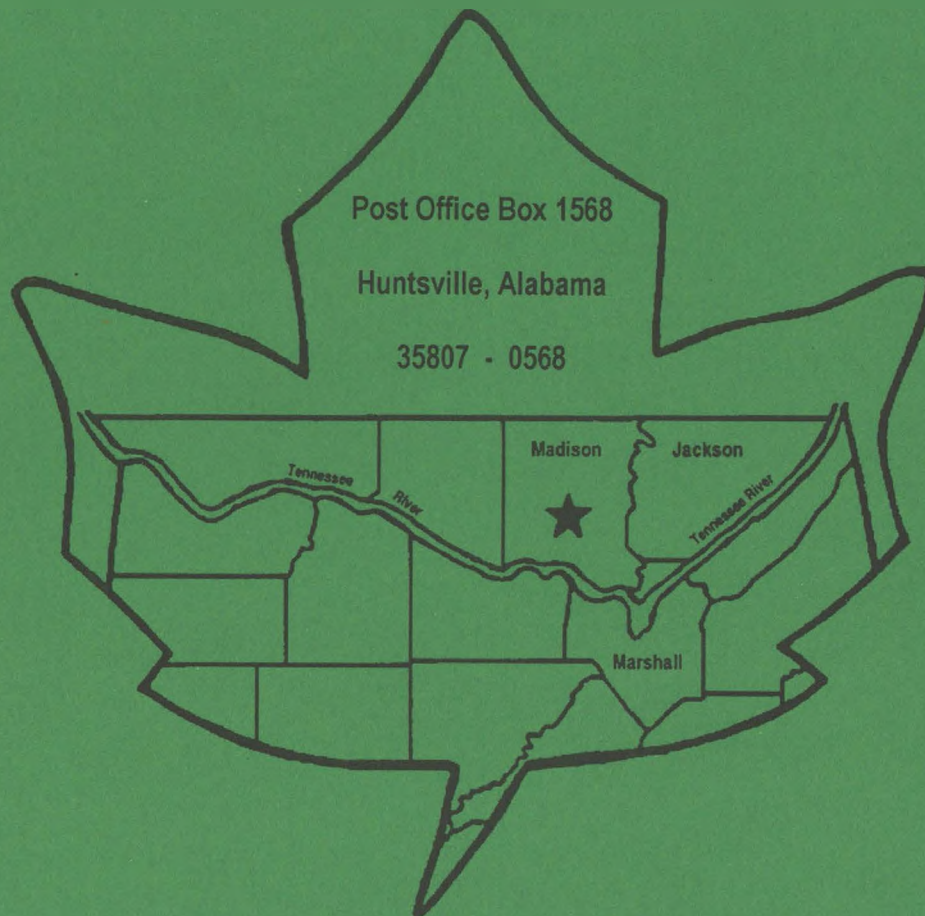 Post Office Box 1568
Huntsville, Alabama
35807 - 0568
Madison
Jackson
Tennessee
River
Tennessee River
Marshall